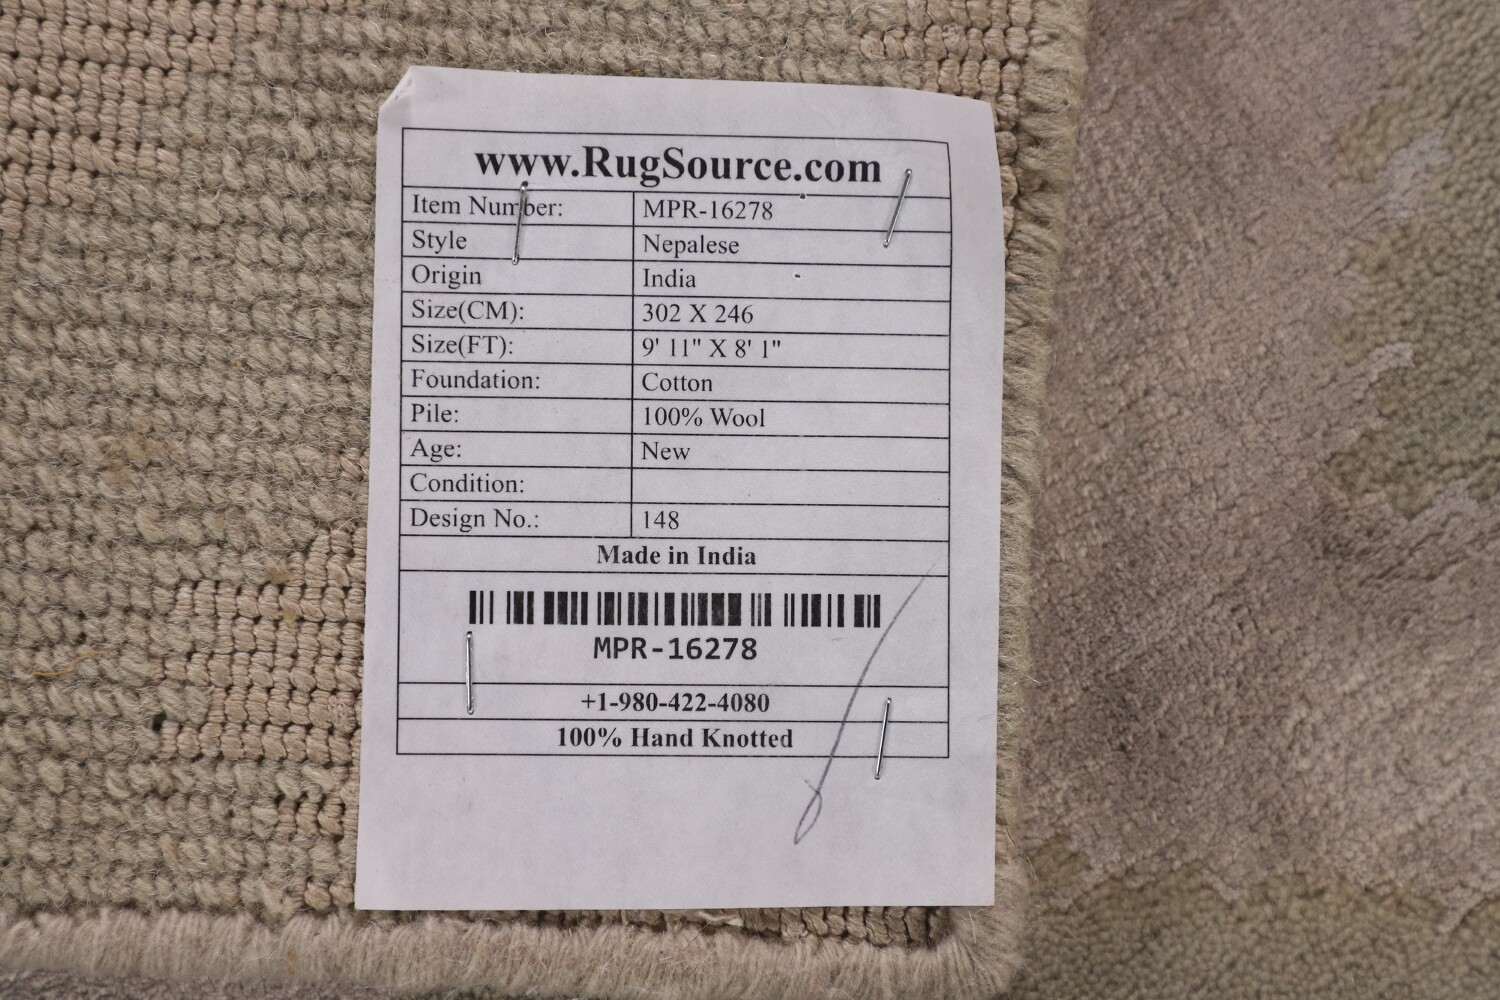 www.RugSource.com
Item Number: MPR-16278
Style Nepalese
Origin India
Size(CM): 302 X 246
Size(FT): 9' 11" X 8' 1"
Foundation: Cotton
Pile: 100% Wool
Age: New
Condition:
Design No.: 148
Made in India
MPR-16278
+1-980-422-4080
100% Hand Knotted